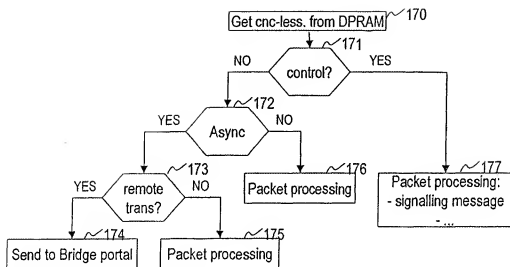 Get cnc-less. from DPRAM 170
171
NO control? YES
172
YES Async NO
173
176
177
YES remote trans? NO
Packet processing
Packet processing:
- signalling message
- ...
174
175
Send to Bridge portal
Packet processing